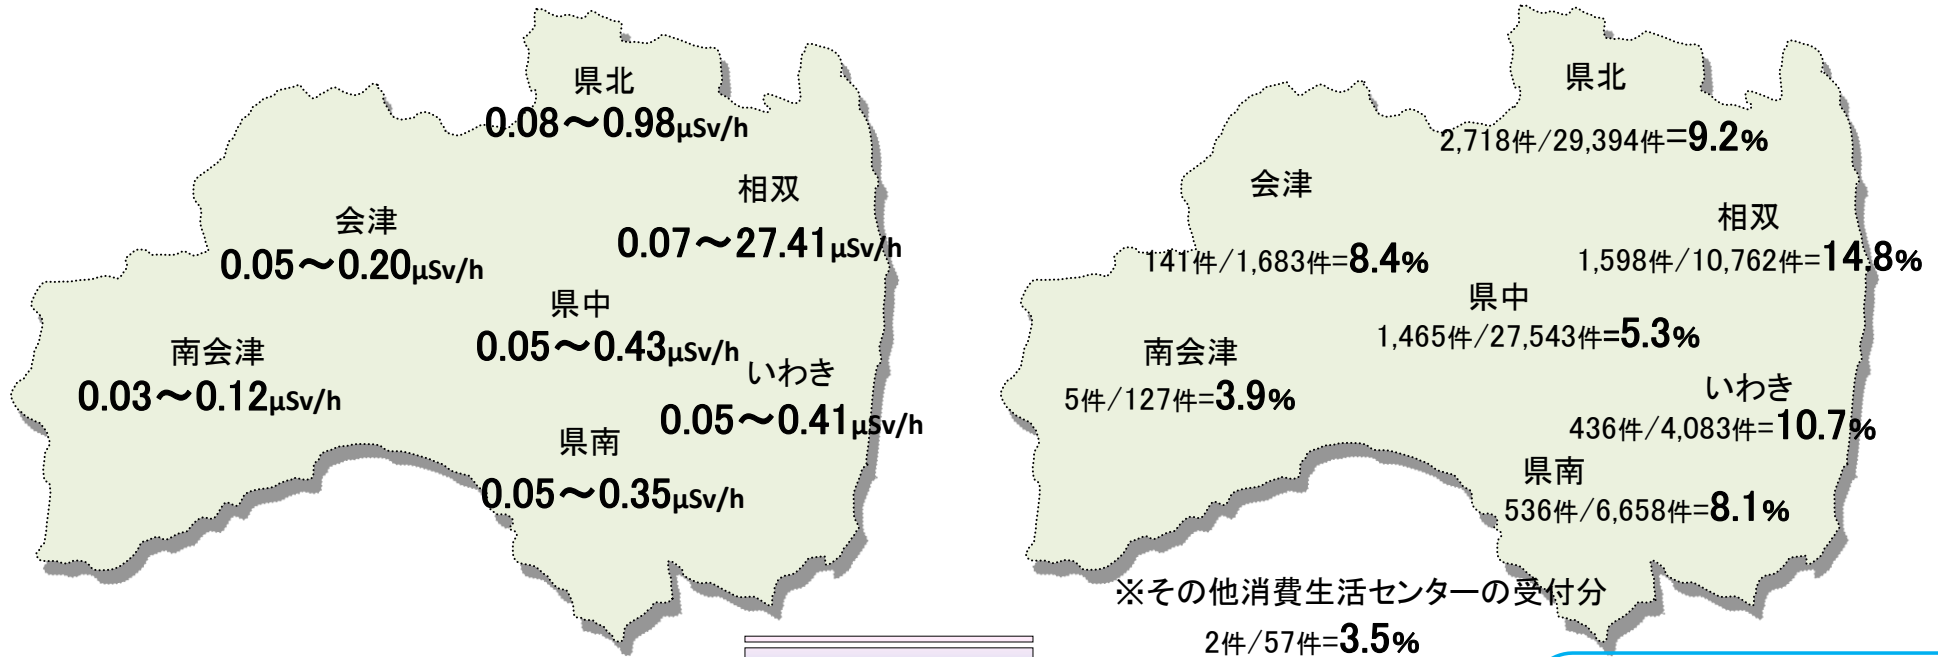 県北
0.08～0.98μSv/h
相双
0.07～27.41μSv/h
会津
0.05～0.20μSv/h
県中
0.05～0.43μSv/h
南会津
0.03～0.12μSv/h
いわき
0.05～0.41μSv/h
県南
0.05～0.35μSv/h
県北
2,718件/29,394件=9.2%
会津
141件/1,683件=8.4%
相双
1,598件/10,762件=14.8%
県中
1,465件/27,543件=5.3%
南会津
5件/127件=3.9%
いわき
436件/4,083件=10.7%
県南
536件/6,658件=8.1%
※その他消費生活センターの受付分
2件/57件=3.5%